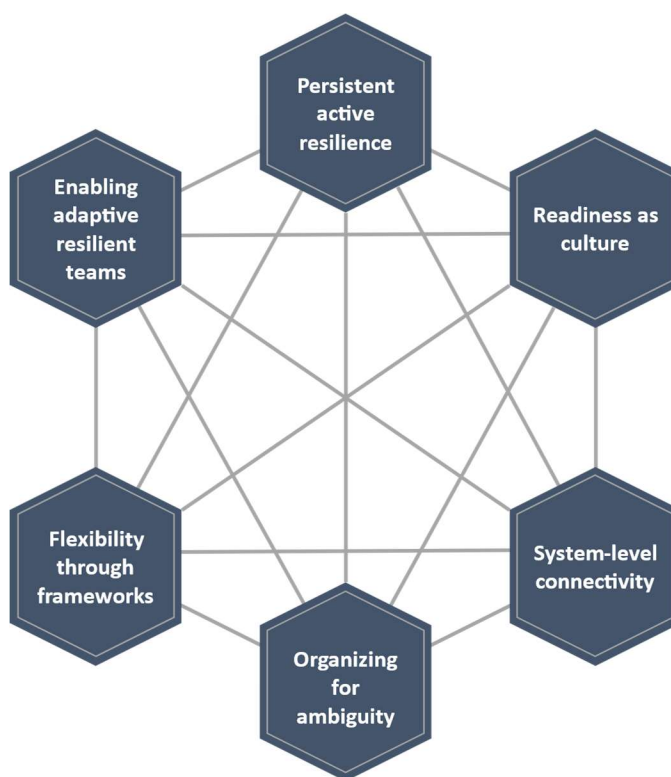 Persistent
active
resilience
Enabling
adaptive
resilient
teams
Readiness as
culture
Flexibility
through
frameworks
System-level
connectivity
Organizing
for
ambiguity